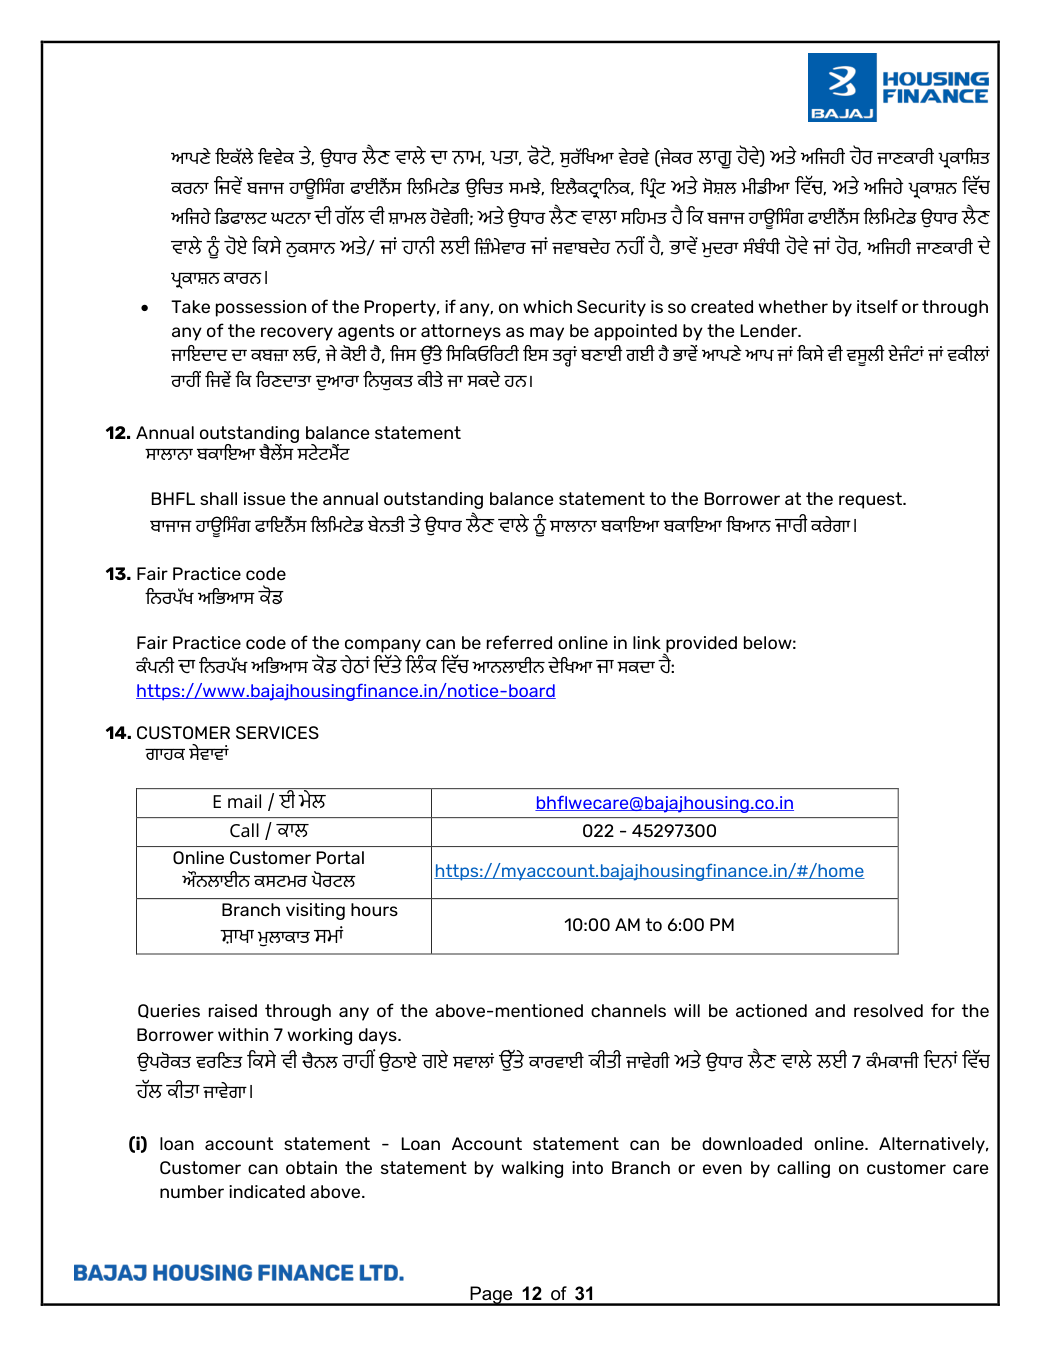 BAJAJ
HOUSING
FINANCE
ਆਪਣੇ ਇਕੱਲੇ ਵਿਵੇਕ ਤੇ, ਉਧਾਰ ਲੈਣ ਵਾਲੇ ਦਾ ਨਾਮ, ਪਤਾ, ਫੋਟੋ, ਸੁਰੱਖਿਆ ਵੇਰਵੇ (ਜੇਕਰ ਲਾਗੂ ਹੋਵੇ) ਅਤੇ ਅਜਿਹੀ ਹੋਰ ਜਾਣਕਾਰੀ ਪ੍ਰਕਾਸ਼ਿਤ
ਕਰਨਾ ਜਿਵੇਂ ਬਜਾਜ ਹਾਊਸਿੰਗ ਫਾਈਨੈਂਸ ਲਿਮਿਟੇਡ ਉਚਿਤ ਸਮਝੇ, ਇਲੈਕਟ੍ਰਾਨਿਕ, ਪ੍ਰਿੰਟ ਅਤੇ ਸੋਸ਼ਲ ਮੀਡੀਆ ਵਿੱਚ, ਅਤੇ ਅਜਿਹੇ ਪ੍ਰਕਾਸ਼ਨ ਵਿੱਚ
ਅਜਿਹੇ ਡਿਫਾਲਟ ਘਟਨਾ ਦੀ ਗੱਲ ਵੀ ਸ਼ਾਮਲ ਹੋਵੇਗੀ; ਅਤੇ ਉਧਾਰ ਲੈਣ ਵਾਲਾ ਸਹਿਮਤ ਹੈ ਕਿ ਬਜਾਜ ਹਾਊਸਿੰਗ ਫਾਈਨੈਂਸ ਲਿਮਿਟੇਡ ਉਧਾਰ ਲੈਣ
ਵਾਲੇ ਨੂੰ ਹੋਏ ਕਿਸੇ ਨੁਕਸਾਨ ਅਤੇ/ ਜਾਂ ਹਾਨੀ ਲਈ ਜ਼ਿੰਮੇਵਾਰ ਜਾਂ ਜਵਾਬਦੇਹ ਨਹੀਂ ਹੈ, ਭਾਵੇਂ ਮੁਦਰਾ ਸੰਬੰਧੀ ਹੋਵੇ ਜਾਂ ਹੋਰ, ਅਜਿਹੀ ਜਾਣਕਾਰੀ ਦੇ
ਪ੍ਰਕਾਸ਼ਨ ਕਾਰਨ।
• Take possession of the Property, if any, on which Security is so created whether by itself or through
any of the recovery agents or attorneys as may be appointed by the Lender.
ਜਾਇਦਾਦ ਦਾ ਕਬਜ਼ਾ ਲਓ, ਜੇ ਕੋਈ ਹੈ, ਜਿਸ ਉੱਤੇ ਸਿਕਿਓਰਿਟੀ ਇਸ ਤਰ੍ਹਾਂ ਬਣਾਈ ਗਈ ਹੈ ਭਾਵੇਂ ਆਪਣੇ ਆਪ ਜਾਂ ਕਿਸੇ ਵੀ ਵਸੂਲੀ ਏਜੰਟਾਂ ਜਾਂ ਵਕੀਲਾਂ
ਰਾਹੀਂ ਜਿਵੇਂ ਕਿ ਰਿਣਦਾਤਾ ਦੁਆਰਾ ਨਿਯੁਕਤ ਕੀਤੇ ਜਾ ਸਕਦੇ ਹਨ।
12. Annual outstanding balance statement
ਸਾਲਾਨਾ ਬਕਾਇਆ ਬੈਲੇਂਸ ਸਟੇਟਮੈਂਟ
BHFL shall issue the annual outstanding balance statement to the Borrower at the request.
ਬਾਜਾਜ ਹਾਊਸਿੰਗ ਫਾਇਨੈਂਸ ਲਿਮਿਟੇਡ ਬੇਨਤੀ ਤੇ ਉਧਾਰ ਲੈਣ ਵਾਲੇ ਨੂੰ ਸਾਲਾਨਾ ਬਕਾਇਆ ਬਕਾਇਆ ਬਿਆਨ ਜਾਰੀ ਕਰੇਗਾ।
13. Fair Practice code
ਨਿਰਪੱਖ ਅਭਿਆਸ ਕੋਡ
Fair Practice code of the company can be referred online in link provided below:
ਕੰਪਨੀ ਦਾ ਨਿਰਪੱਖ ਅਭਿਆਸ ਕੋਡ ਹੇਠਾਂ ਦਿੱਤੇ ਲਿੰਕ ਵਿੱਚ ਆਨਲਾਈਨ ਦੇਖਿਆ ਜਾ ਸਕਦਾ ਹੈ:
https://www.bajajhousingfinance.in/notice-board
14. CUSTOMER SERVICES
ਗਾਹਕ ਸੇਵਾਵਾਂ
E mail / ਈ ਮੇਲ bhflwecare@bajajhousing.co.in
Call / ਕਾਲ 022 - 45297300
Online Customer Portal
ਔਨਲਾਈਨ ਕਸਟਮਰ ਪੋਰਟਲ https://myaccount.bajajhousingfinance.in/#/home
Branch visiting hours
ਸ਼ਾਖਾ ਮੁਲਾਕਾਤ ਸਮਾਂ 10:00 AM to 6:00 PM
Queries raised through any of the above-mentioned channels will be actioned and resolved for the
Borrower within 7 working days.
ਉਪਰੋਕਤ ਵਰਣਿਤ ਕਿਸੇ ਵੀ ਚੈਨਲ ਰਾਹੀਂ ਉਠਾਏ ਗਏ ਸਵਾਲਾਂ ਉੱਤੇ ਕਾਰਵਾਈ ਕੀਤੀ ਜਾਵੇਗੀ ਅਤੇ ਉਧਾਰ ਲੈਣ ਵਾਲੇ ਲਈ 7 ਕੰਮਕਾਜੀ ਦਿਨਾਂ ਵਿੱਚ
ਹੱਲ ਕੀਤਾ ਜਾਵੇਗਾ।
(i) loan account statement - Loan Account statement can be downloaded online. Alternatively,
Customer can obtain the statement by walking into Branch or even by calling on customer care
number indicated above.
BAJAJ HOUSING FINANCE LTD.
Page 12 of 31